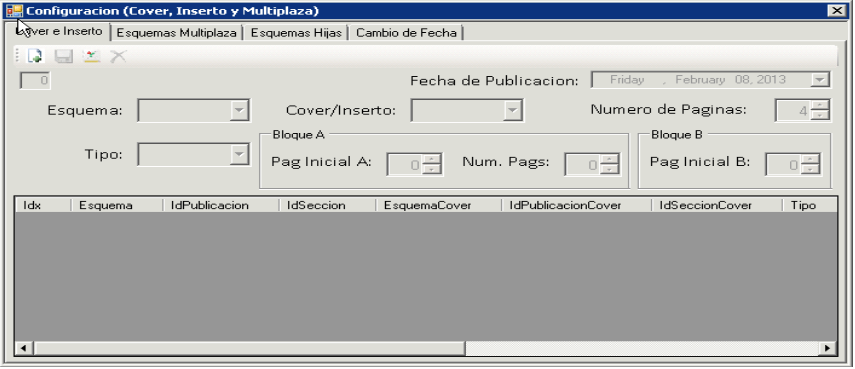 Configuracion (Cover, Inserto y Multiplaza)
Cover e Inserto Esquemas Multiplaza Esquemas Hijas Cambio de Fecha
0 Fecha de Publicacion: Friday , February 08, 2013
Esquema: Cover/Inserto: Numero de Paginas: 4
Bloque A Bloque B
Tipo: Pag Inicial A: 0 Num. Pags: 0 Pag Inicial B: 0
Idx Esquema IdPublicacion IdSeccion EsquemaCover IdPublicacionCover IdSeccionCover Tipo